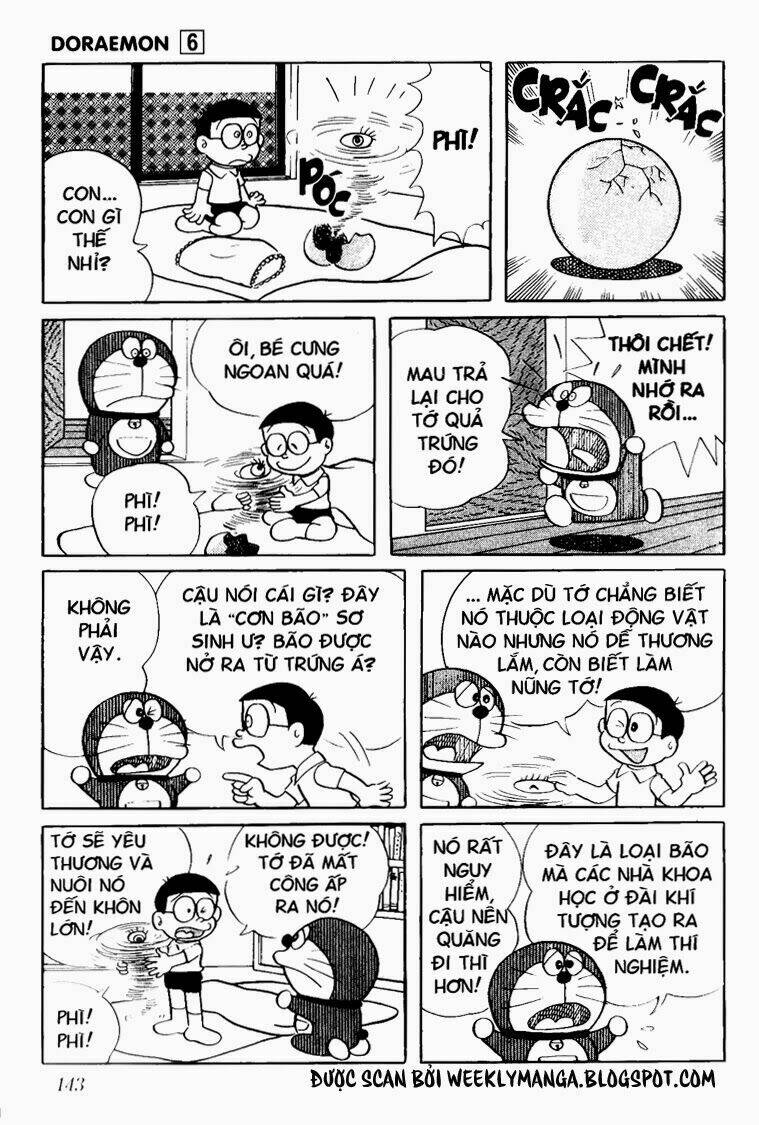 DORAEMON 6
CRẮC
CRẮC
PHÌ!
PÓC
CON...
CON GÌ
THẾ
NHỈ?
THÔI CHẾT!
MÌNH
NHỚ RA
RỒI...
MAU TRẢ
LẠI CHO
TỚ QUẢ
TRỨNG
ĐÓ!
ÔI, BÉ CƯNG
NGOAN QUÁ!
PHÌ!
PHÌ!
... MẶC DÙ TỚ CHẲNG BIẾT
NÓ THUỘC LOẠI ĐỘNG VẬT
NÀO NHƯNG NÓ DỄ THƯƠNG
LẮM, CÒN BIẾT LÀM
NŨNG TỚ!
CẬU NÓI CÁI GÌ? ĐÂY
LÀ “CƠN BÃO” SƠ
SINH Ư? BÃO ĐƯỢC
NỞ RA TỪ TRỨNG Á?
KHÔNG
PHẢI
VẬY.
ĐÂY LÀ LOẠI BÃO
MÀ CÁC NHÀ KHOA
HỌC Ở ĐÀI KHÍ
TƯỢNG TẠO RA
ĐỂ LÀM THÍ
NGHIỆM.
NÓ RẤT
NGUY
HIỂM,
CẬU NÊN
QUĂNG
ĐI THÌ
HƠN!
KHÔNG ĐƯỢC!
TỚ ĐÃ MẤT
CÔNG ẤP
RA NÓ!
TỚ SẼ YÊU
THƯƠNG VÀ
NUÔI NÓ
ĐẾN KHÔN
LỚN!
PHÌ!
PHÌ!
143
ĐƯỢC SCAN BỞI WEEKLYMANGA.BLOGSPOT.COM